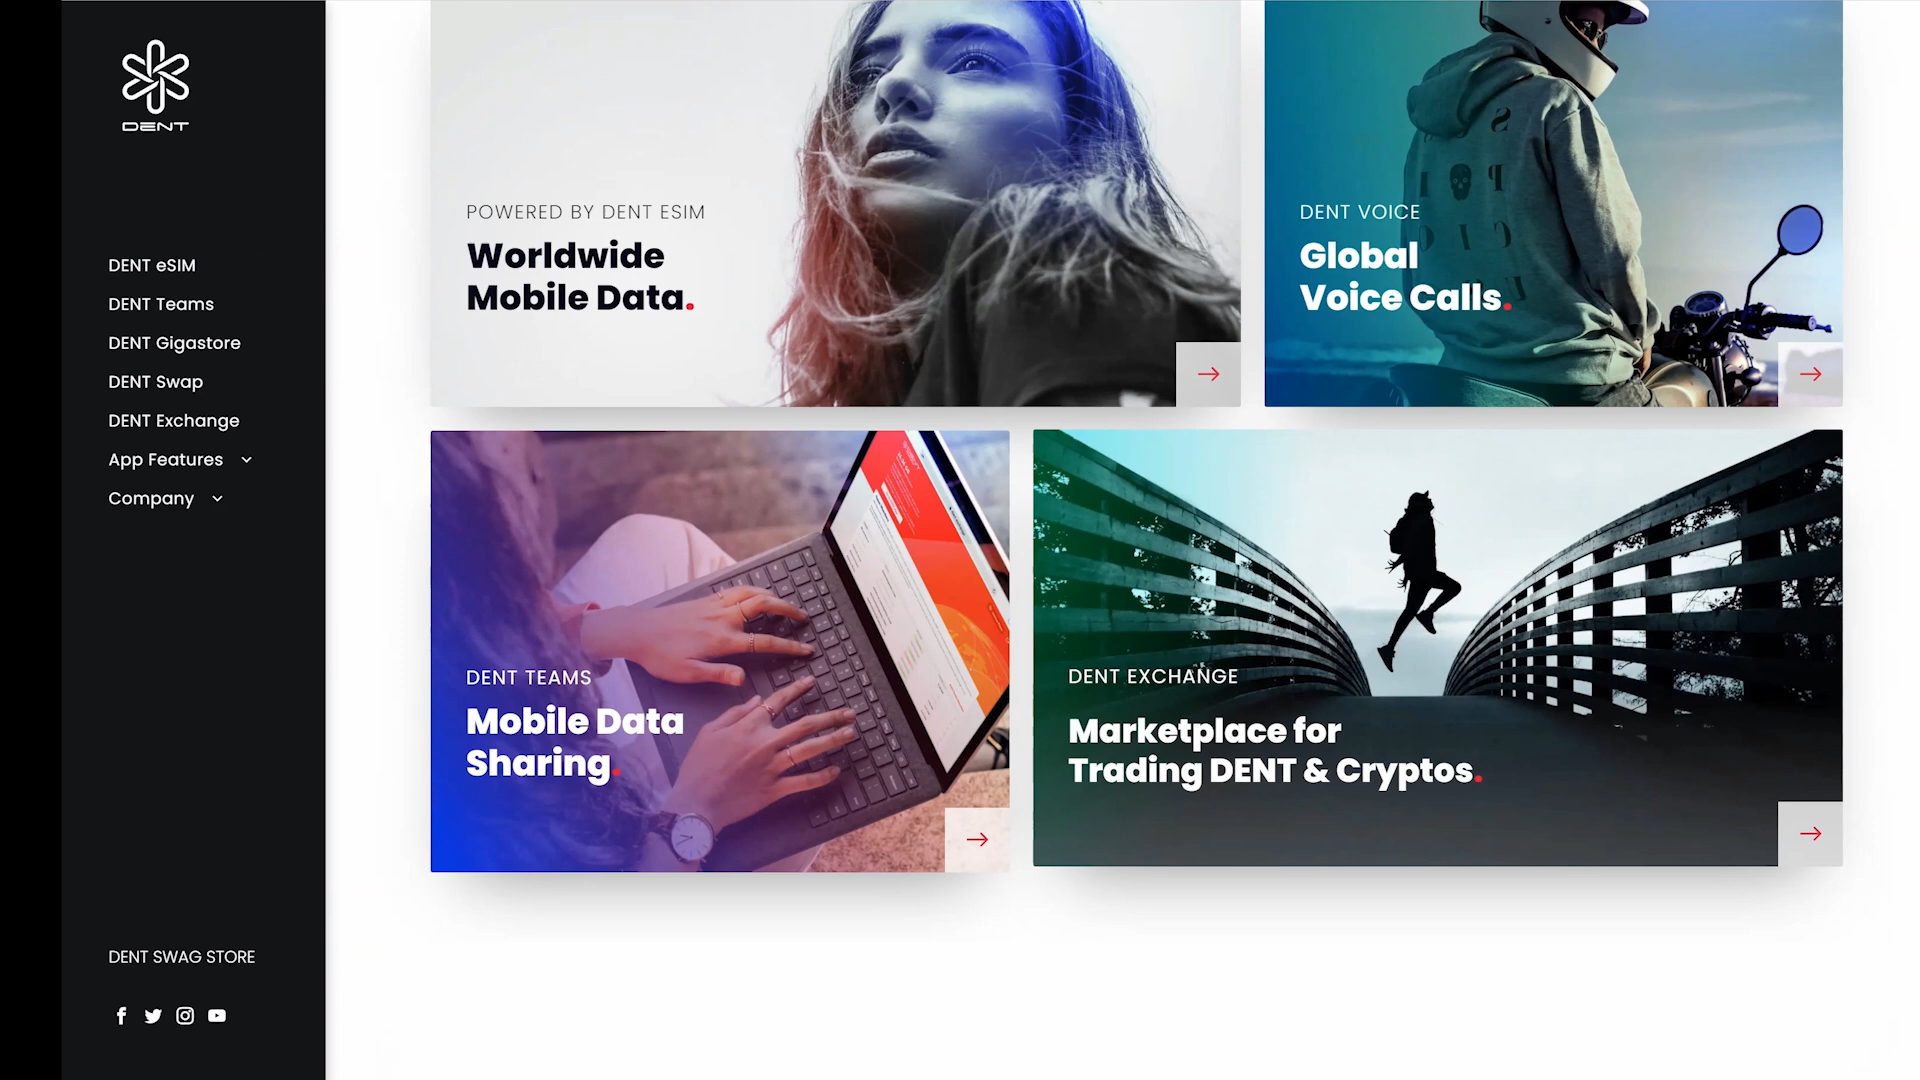 DENT
DENT eSIM
DENT Teams
DENT Gigastore
DENT Swap
DENT Exchange
App Features
Company
DENT SWAG STORE
POWERED BY DENT ESIM
Worldwide
Mobile Data.
DENT VOICE
Global
Voice Calls.
DENT TEAMS
Mobile Data
Sharing.
DENT EXCHANGE
Marketplace for
Trading DENT & Cryptos.